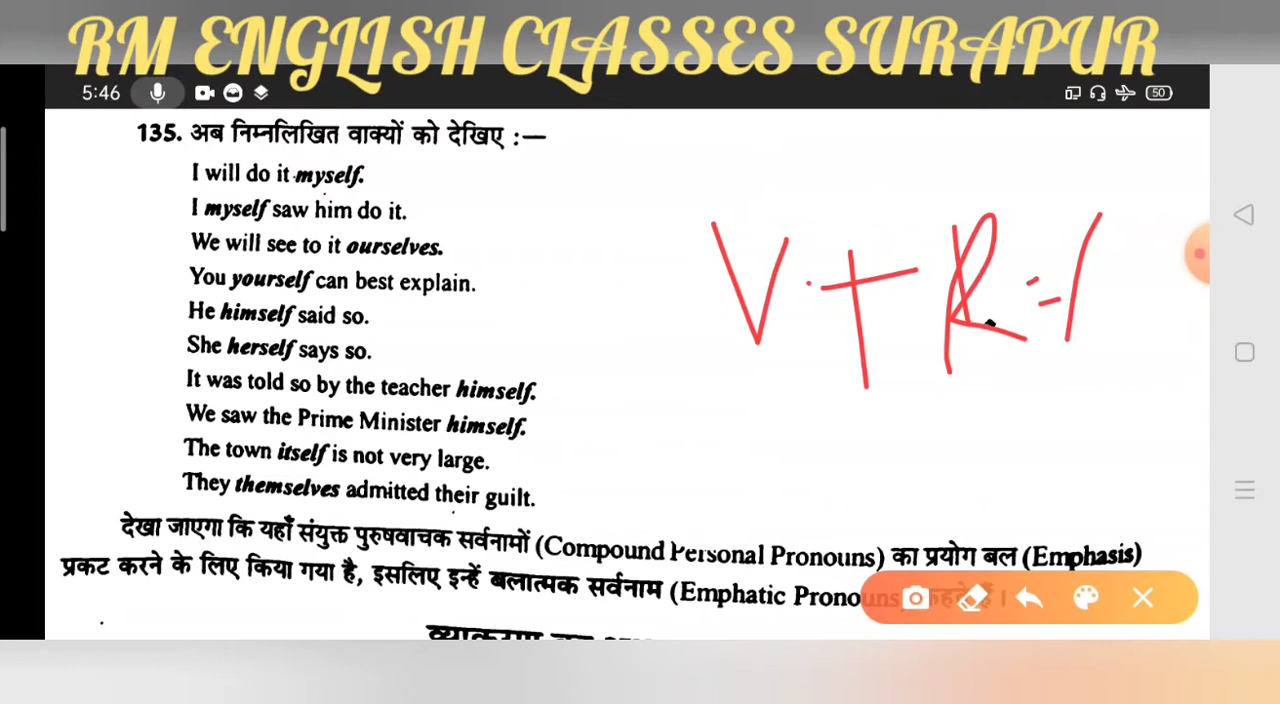 RM ENGLISH CLASSES SURAPUR
5:46
50
135. अब निम्नलिखित वाक्यों को देखिए :—
I will do it myself.
I myself saw him do it.
We will see to it ourselves.
You yourself can best explain.
He himself said so.
She herself says so.
It was told so by the teacher himself.
We saw the Prime Minister himself.
The town itself is not very large.
They themselves admitted their guilt.
V + R =
देखा जाएगा कि यहाँ संयुक्त पुरुषवाचक सर्वनामों (Compound Personal Pronouns) का प्रयोग बल (Emphasis)
प्रकट करने के लिए किया गया है, इसलिए इन्हें बलात्मक सर्वनाम (Emphatic Pronouns) कहते हैं।